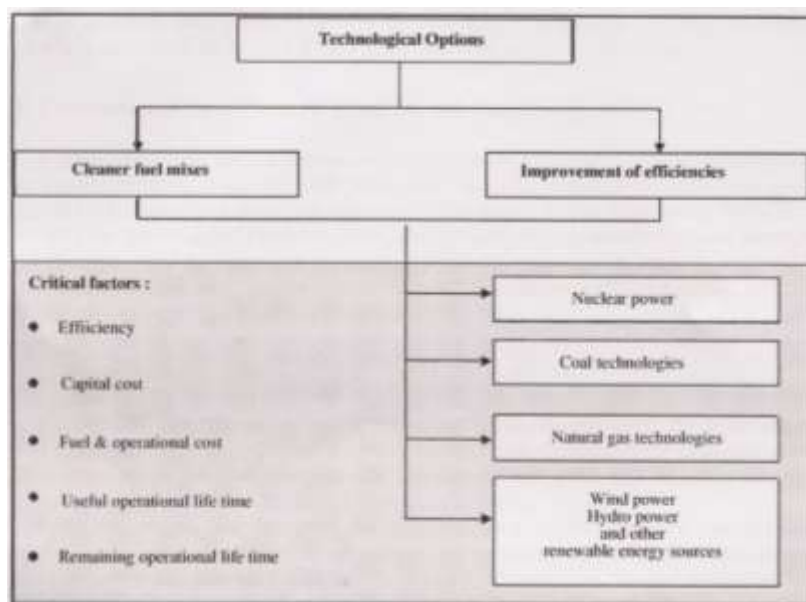 Technological Options
Cleaner fuel mixes
Improvement of efficiencies
Critical factors :
● Effiiciency
● Capital cost
● Fuel & operational cost
● Useful operational life time
● Remaining operational life time
Nuclear power
Coal technologies
Natural gas technologies
Wind power
Hydro power
and other
renewable energy sources